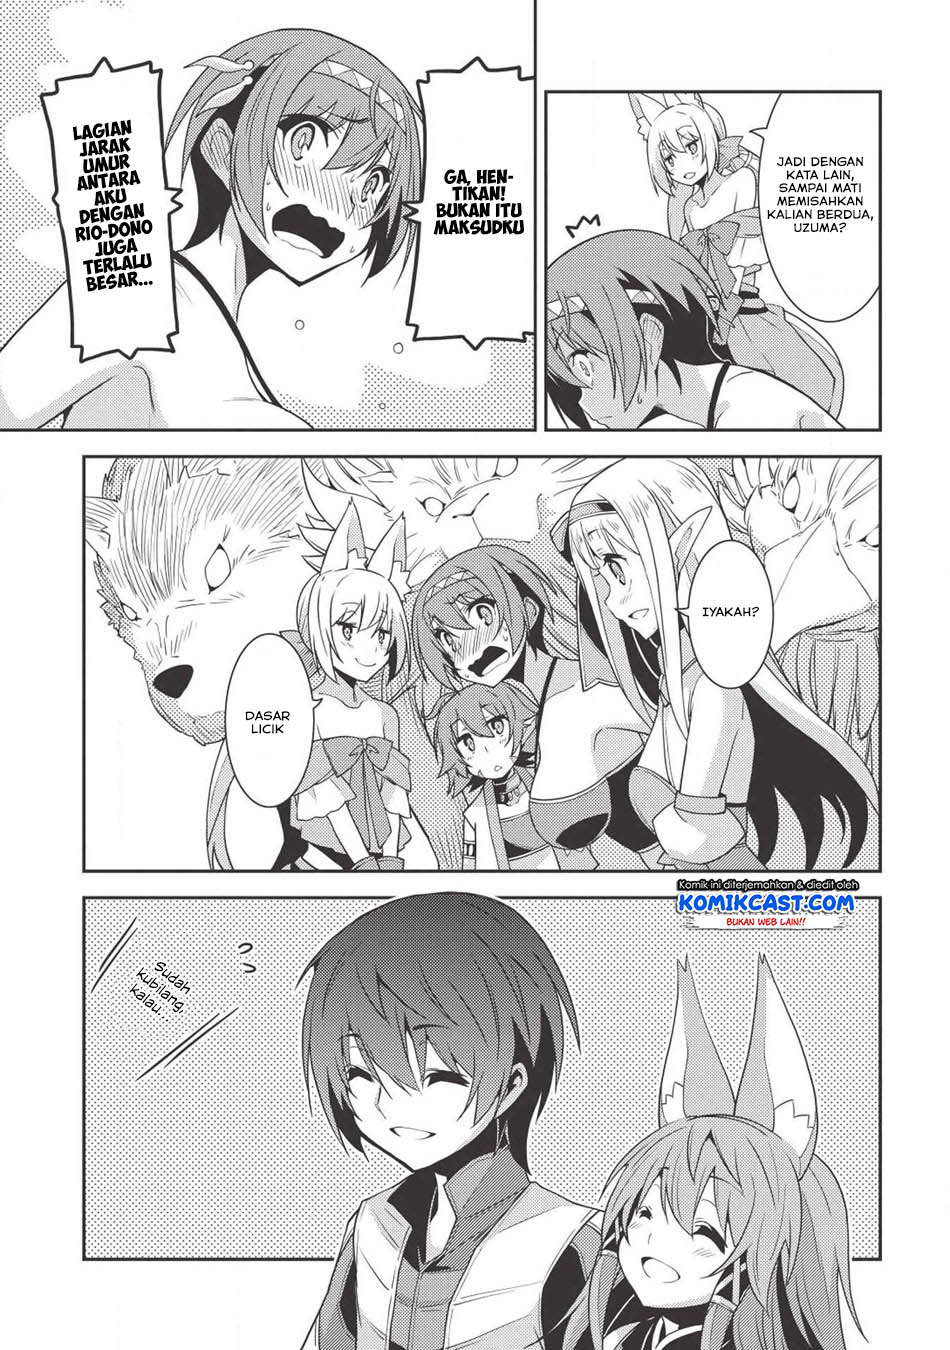 JADI DENGAN
KATA LAIN,
SAMPAI MATI
MEMISAHKAN
KALIAN BERDUA,
UZUMA?
GA, HEN-
TIKAN!
BUKAN ITU
MAKSUDKU
LAGIAN
JARAK
UMUR
ANTARA
AKU
DENGAN
RIO-DONO
JUGA
TERLALU
BESAR...
IYAKAH?
DASAR
LICIK
Komik ini diterjemahkan & diedit oleh
KOMIKCAST.COM
BUKAN WEB LAIN!!
Sudah
kubilang,
kalau...